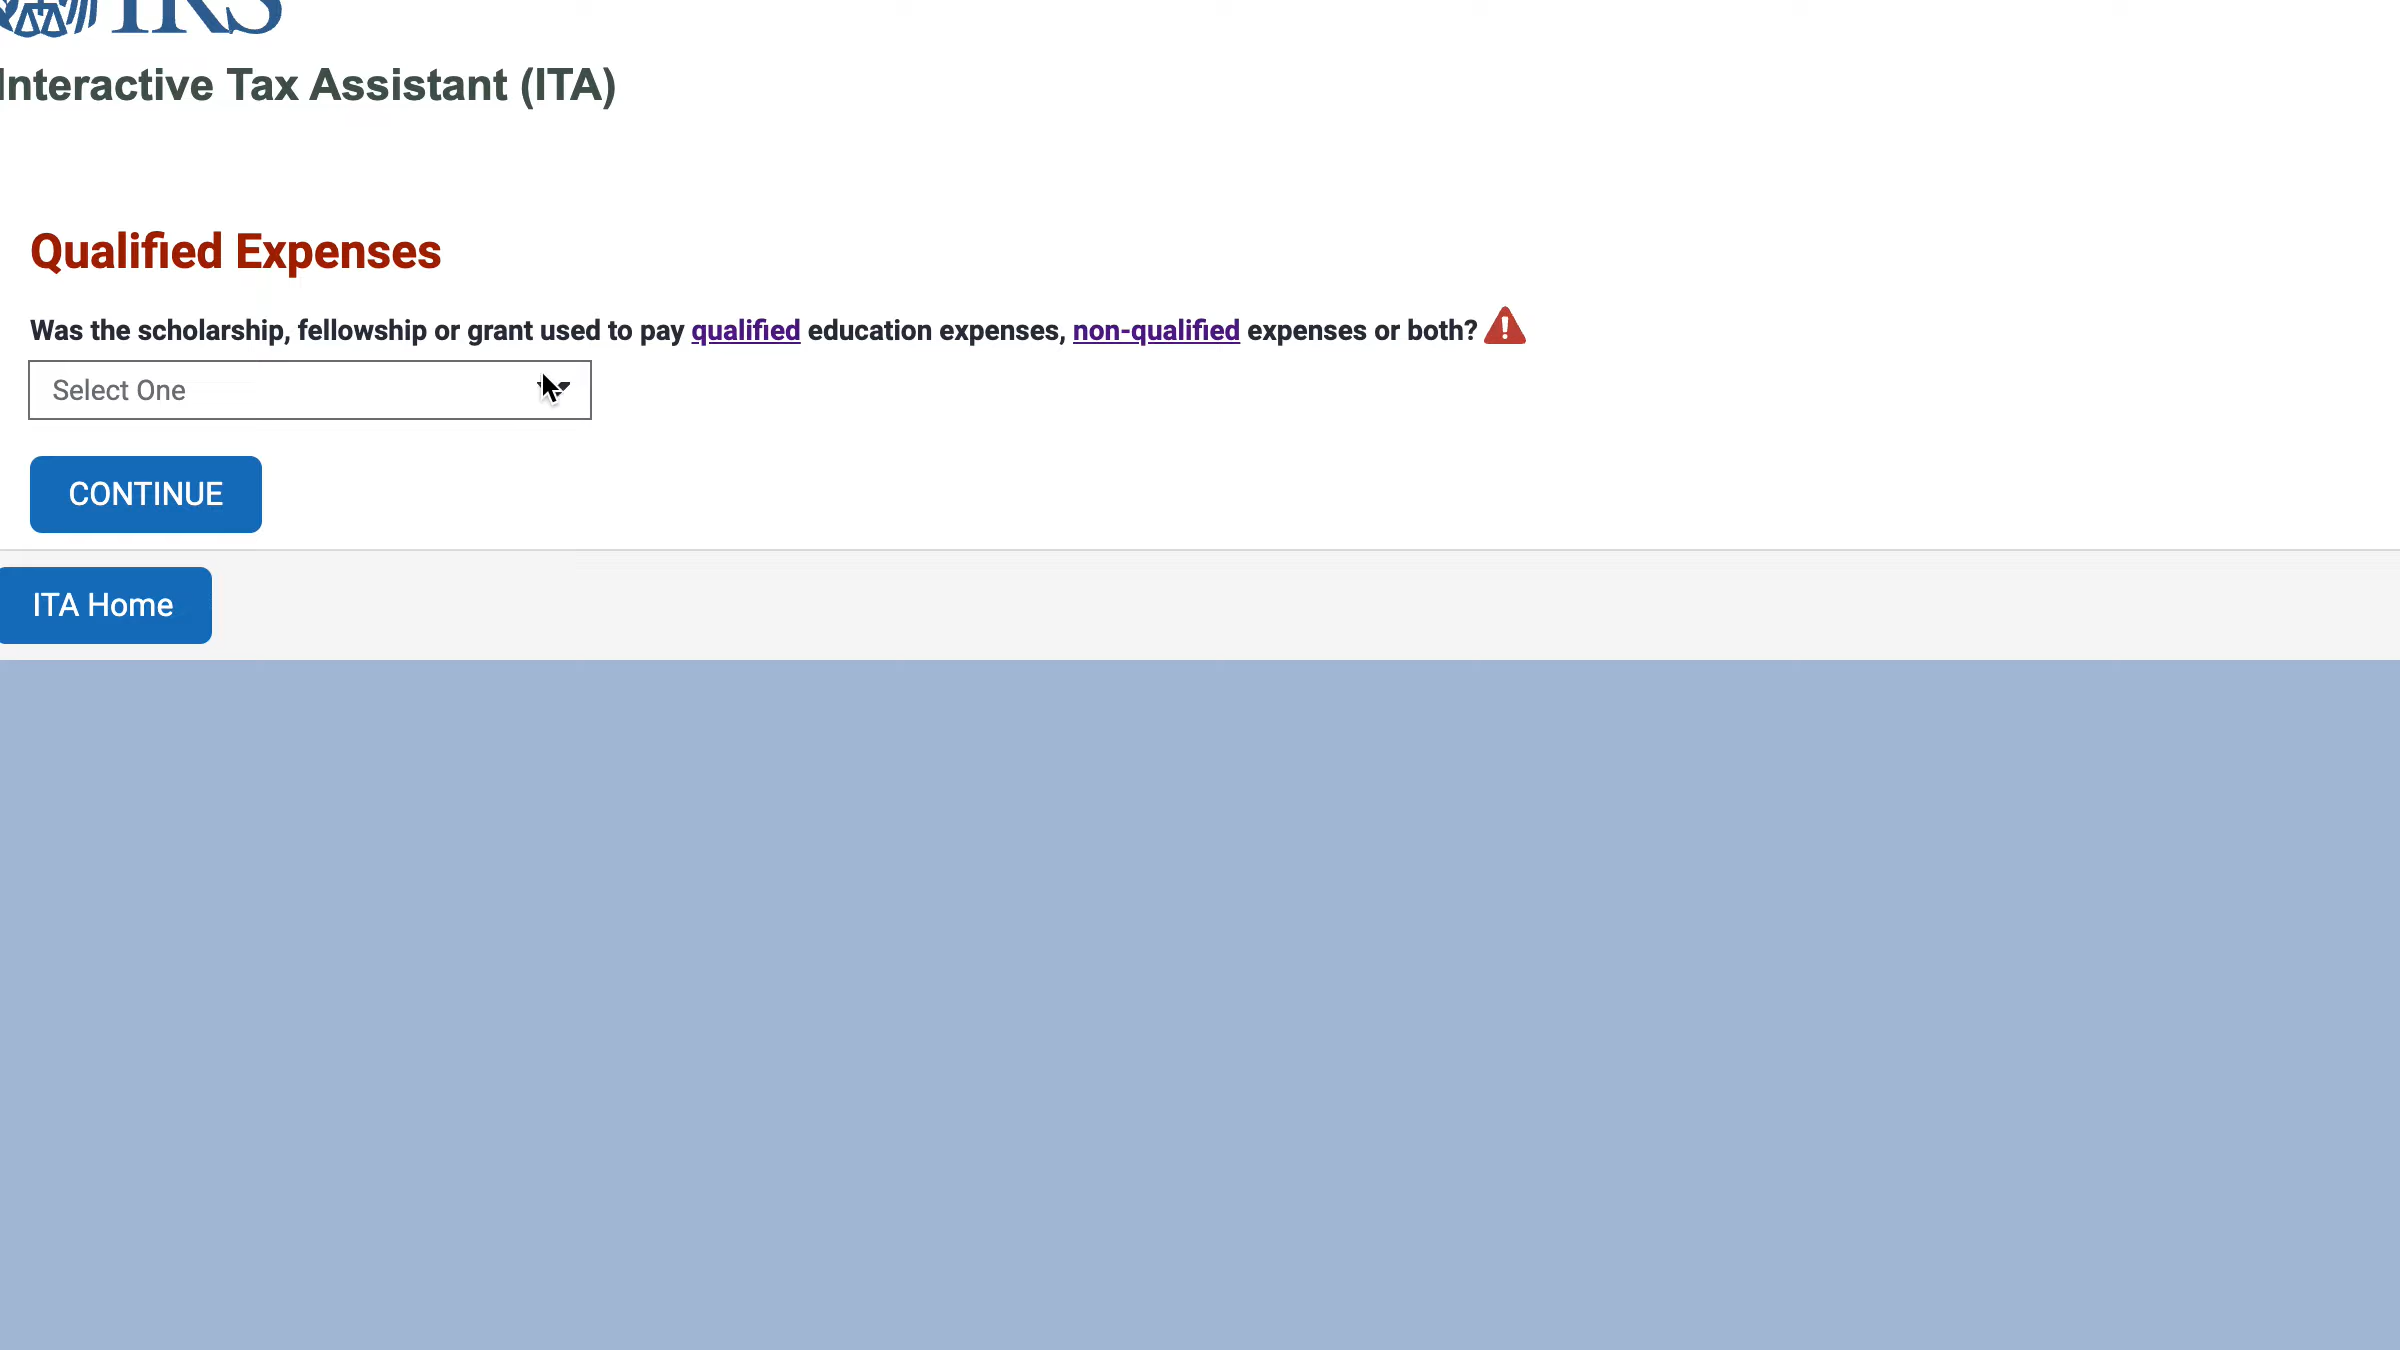 IRS
Interactive Tax Assistant (ITA)
Qualified Expenses
Was the scholarship, fellowship or grant used to pay qualified education expenses, non-qualified expenses or both?
Select One
CONTINUE
ITA Home